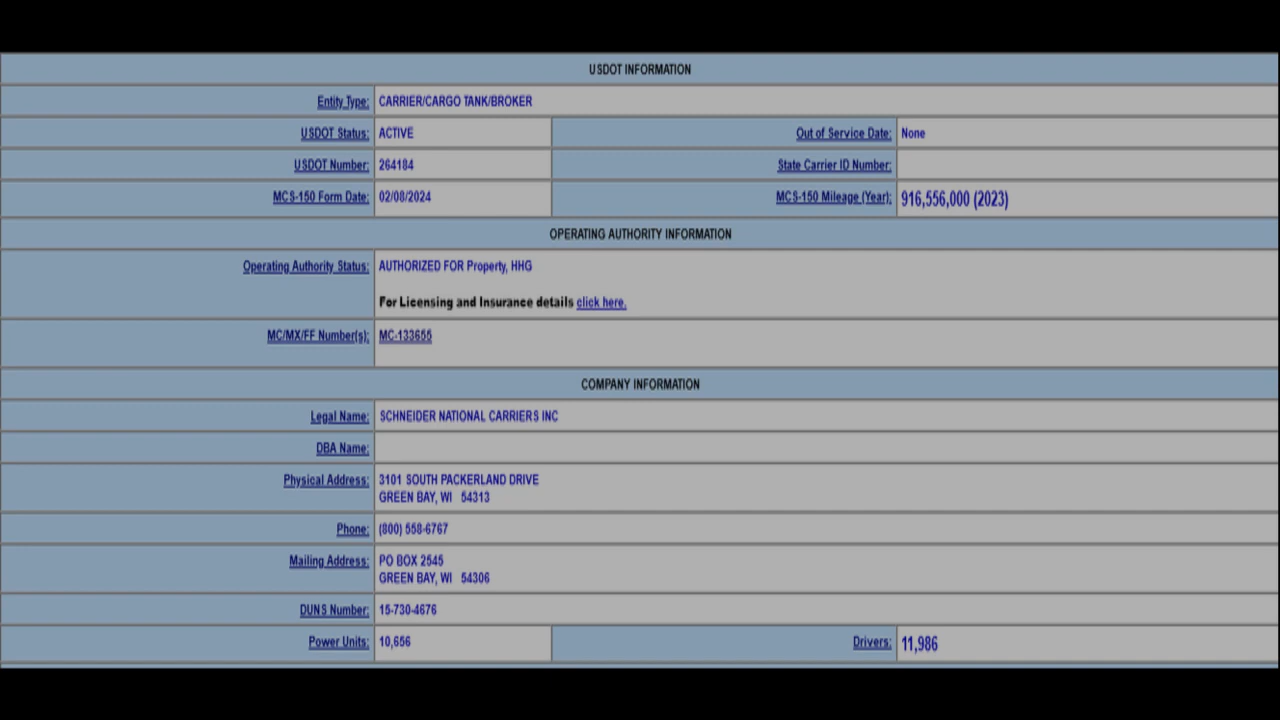 USDOT INFORMATION
Entity Type: CARRIER/CARGO TANK/BROKER
USDOT Status: ACTIVE Out of Service Date: None
USDOT Number: 264184 State Carrier ID Number:
MCS-150 Form Date: 02/08/2024 MCS-150 Mileage (Year): 916,556,000 (2023)
OPERATING AUTHORITY INFORMATION
Operating Authority Status: AUTHORIZED FOR Property, HHG
For Licensing and Insurance details click here.
MC/MX/FF Number(s): MC-133655
COMPANY INFORMATION
Legal Name: SCHNEIDER NATIONAL CARRIERS INC
DBA Name:
Physical Address: 3101 SOUTH PACKERLAND DRIVE
GREEN BAY, WI 54313
Phone: (800) 558-6767
Mailing Address: PO BOX 2545
GREEN BAY, WI 54306
DUNS Number: 15-730-4676
Power Units: 10,656 Drivers: 11,986